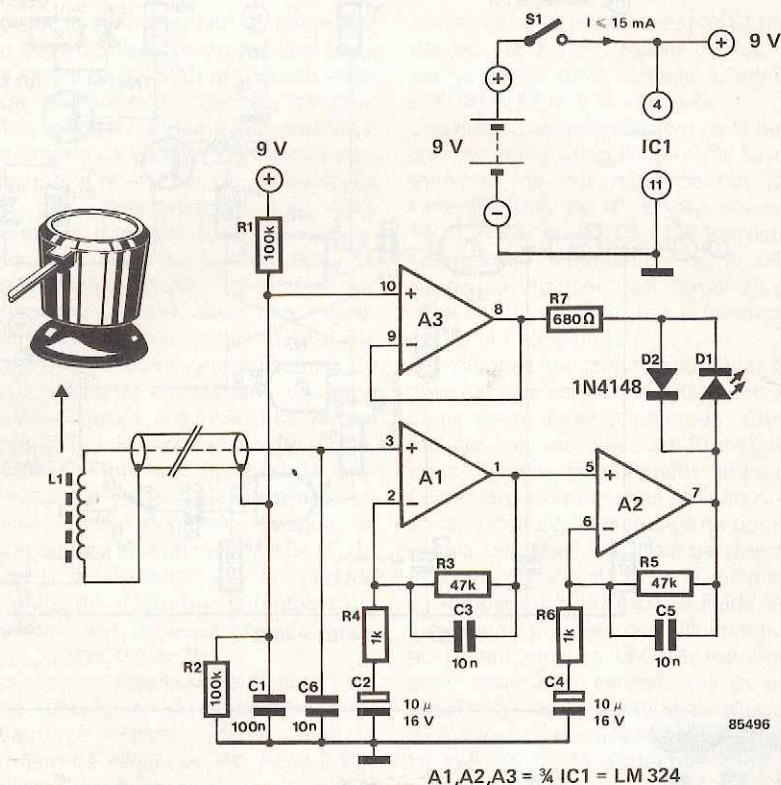 S1
I ≤ 15 mA
+ 9 V
+
4
9 V
IC1
11
−
9 V
+
R1
100k
10
+
A3
8
9
−
R7
680Ω
D2
D1
1N4148
L1
3
+
A1
1
2
−
5
+
A2
7
6
−
R3
47k
R5
47k
R4
1k
C3
10n
R6
1k
C5
10n
R2
100k
C1
100n
C6
10n
C2
10 µ
16 V
C4
10 µ
16 V
85496
A1,A2,A3 = ¾ IC1 = LM 324